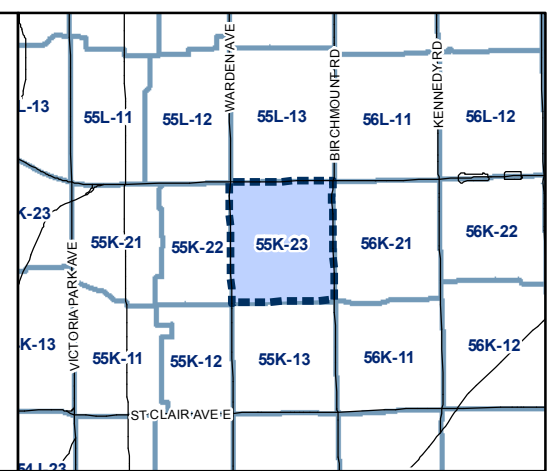 WARDEN AVE
BIRCHMOUNT RD
KENNEDY RD
L-13
55L-11
55L-12
55L-13
56L-11
56L-12
K-23
55K-21
55K-22
55K-23
56K-21
56K-22
VICTORIA PARK AVE
K-13
55K-11
55K-12
55K-13
56K-11
56K-12
ST CLAIR AVE E
54J-23